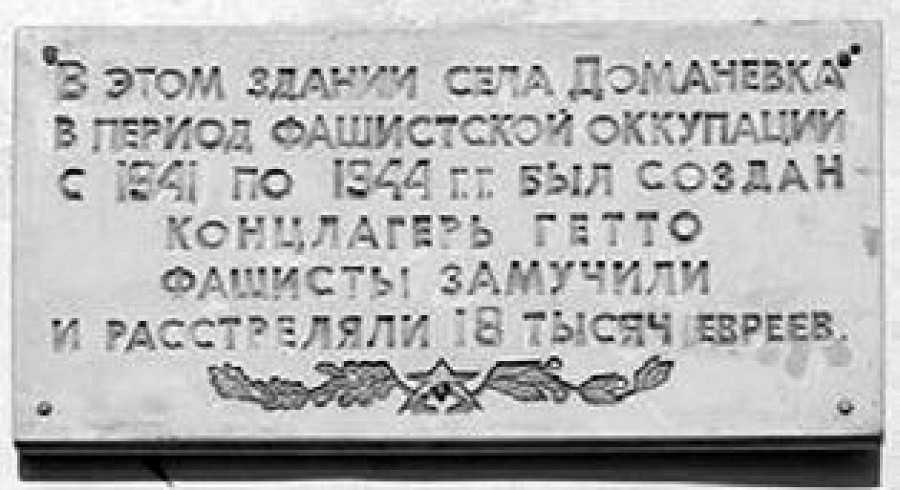 В ЭТОМ ЗДАНИИ СЕЛА ДОМАНЕВКА
В ПЕРИОД ФАШИСТСКОЙ ОККУПАЦИИ
С 1941 ПО 1944 Г.Г. БЫЛ СОЗДАН
КОНЦЛАГЕРЬ ГЕТТО
ФАШИСТЫ ЗАМУЧИЛИ
И РАССТРЕЛЯЛИ 18 ТЫСЯЧ ЕВРЕЕВ.